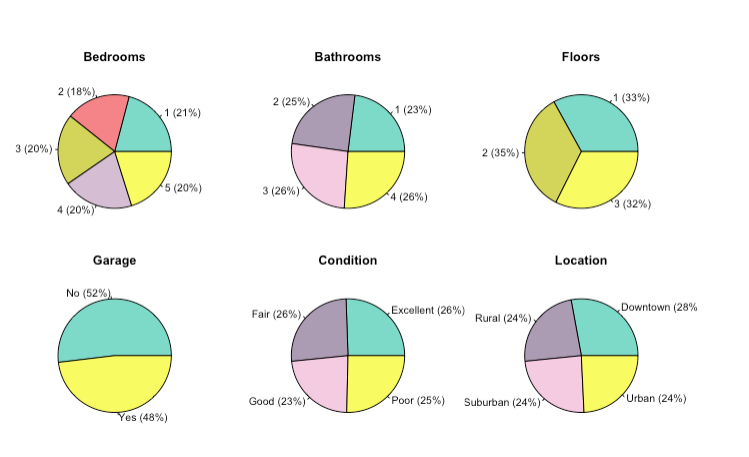 Bedrooms
2 (18%)
1 (21%)
3 (20%)
4 (20%)
5 (20%)
Bathrooms
2 (25%)
1 (23%)
3 (26%)
4 (26%)
Floors
1 (33%)
2 (35%)
3 (32%)
Garage
No (52%)
Yes (48%)
Condition
Fair (26%)
Excellent (26%)
Good (23%)
Poor (25%)
Location
Rural (24%)
Downtown (28%
Suburban (24%)
Urban (24%)